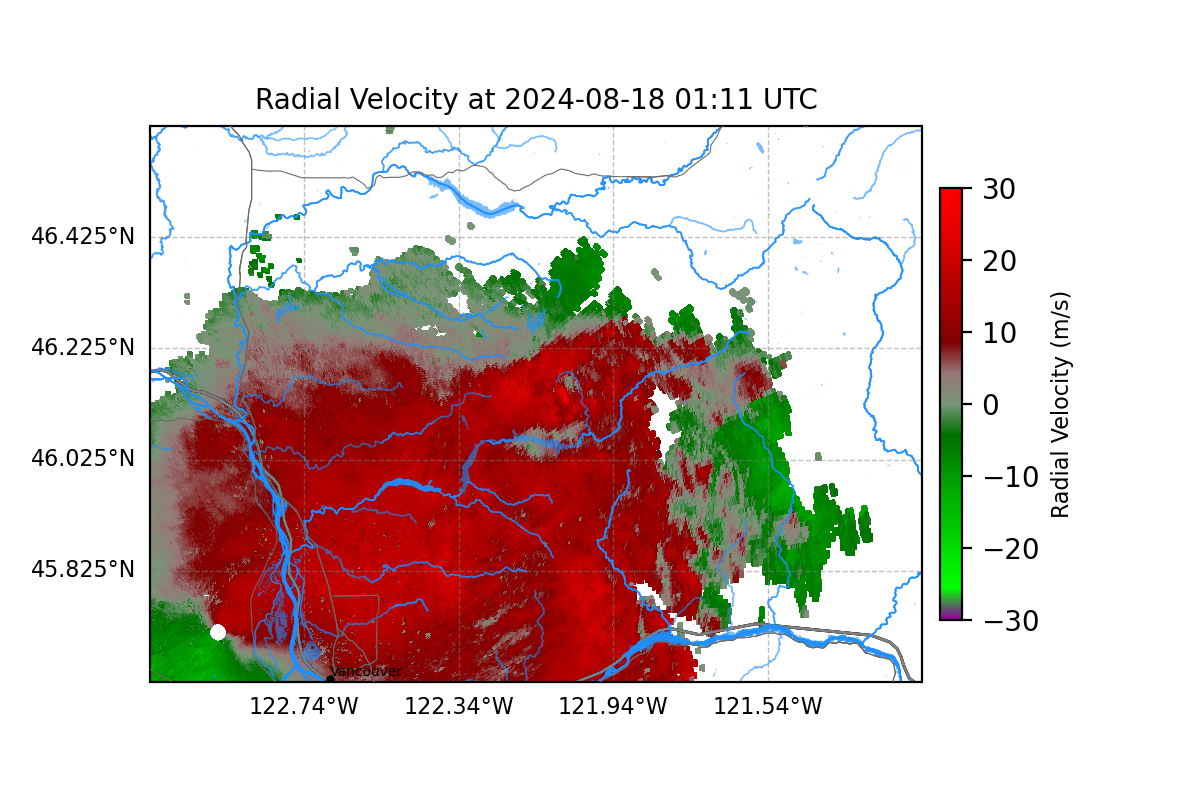 Radial Velocity at 2024-08-18 01:11 UTC
46.425°N
46.225°N
46.025°N
45.825°N
122.74°W
122.34°W
121.94°W
121.54°W
Vancouver
30
20
10
0
−10
−20
−30
Radial Velocity (m/s)